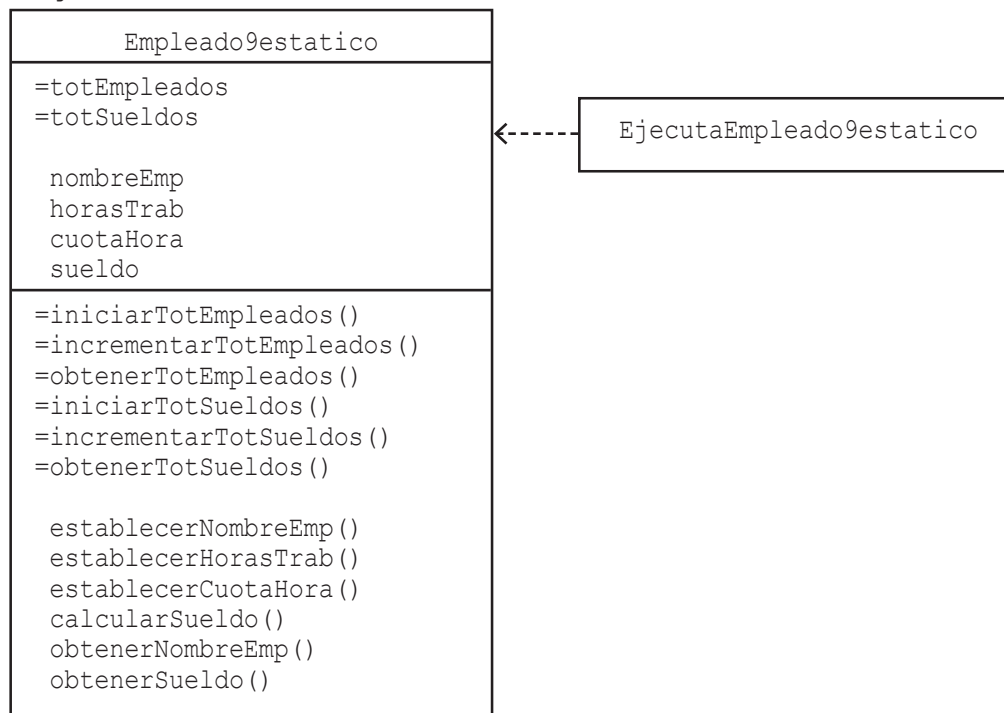 Empleado9estatico
=totEmpleados
=totSueldos
nombreEmp
horasTrab
cuotaHora
sueldo
=iniciarTotEmpleados()
=incrementarTotEmpleados()
=obtenerTotEmpleados()
=iniciarTotSueldos()
=incrementarTotSueldos()
=obtenerTotSueldos()
establecerNombreEmp()
establecerHorasTrab()
establecerCuotaHora()
calcularSueldo()
obtenerNombreEmp()
obtenerSueldo()
EjecutaEmpleado9estatico